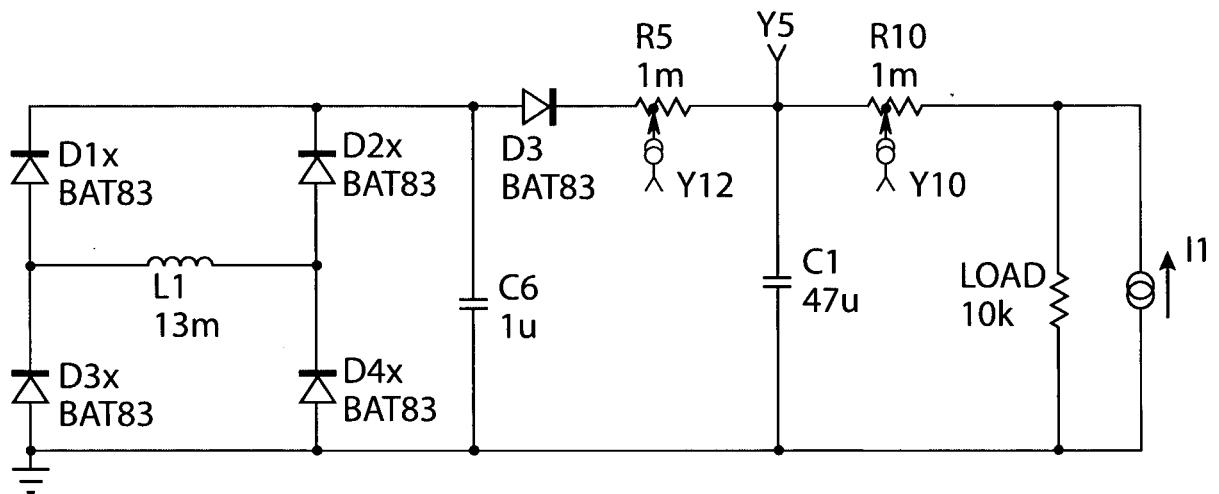 Y5
R5
1m
R10
1m
D1x
BAT83
D2x
BAT83
D3
BAT83
Y12
Y10
L1
13m
C6
1u
C1
47u
LOAD
10k
I1
D3x
BAT83
D4x
BAT83